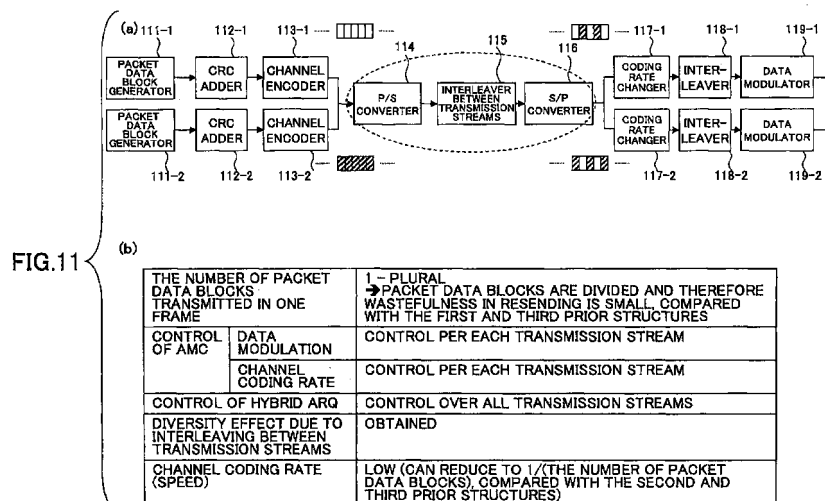 FIG.11
(a)
111-1
112-1
113-1
114
115
116
117-1
118-1
119-1
PACKET
DATA
BLOCK
GENERATOR
CRC
ADDER
CHANNEL
ENCODER
P/S
CONVERTER
INTERLEAVER
BETWEEN
TRANSMISSION
STREAMS
S/P
CONVERTER
CODING
RATE
CHANGER
INTER-
LEAVER
DATA
MODULATOR
PACKET
DATA
BLOCK
GENERATOR
CRC
ADDER
CHANNEL
ENCODER
CODING
RATE
CHANGER
INTER-
LEAVER
DATA
MODULATOR
111-2
112-2
113-2
117-2
118-2
119-2
(b)
THE NUMBER OF PACKET
DATA BLOCKS
TRANSMITTED IN ONE
FRAME
1 - PLURAL
➔PACKET DATA BLOCKS ARE DIVIDED AND THEREFORE
WASTEFULNESS IN RESENDING IS SMALL, COMPARED
WITH THE FIRST AND THIRD PRIOR STRUCTURES
CONTROL
OF AMC
DATA
MODULATION
CONTROL PER EACH TRANSMISSION STREAM
CHANNEL
CODING RATE
CONTROL PER EACH TRANSMISSION STREAM
CONTROL OF HYBRID ARQ
CONTROL OVER ALL TRANSMISSION STREAMS
DIVERSITY EFFECT DUE TO
INTERLEAVING BETWEEN
TRANSMISSION STREAMS
OBTAINED
CHANNEL CODING RATE
(SPEED)
LOW (CAN REDUCE TO 1/(THE NUMBER OF PACKET
DATA BLOCKS), COMPARED WITH THE SECOND AND
THIRD PRIOR STRUCTURES)